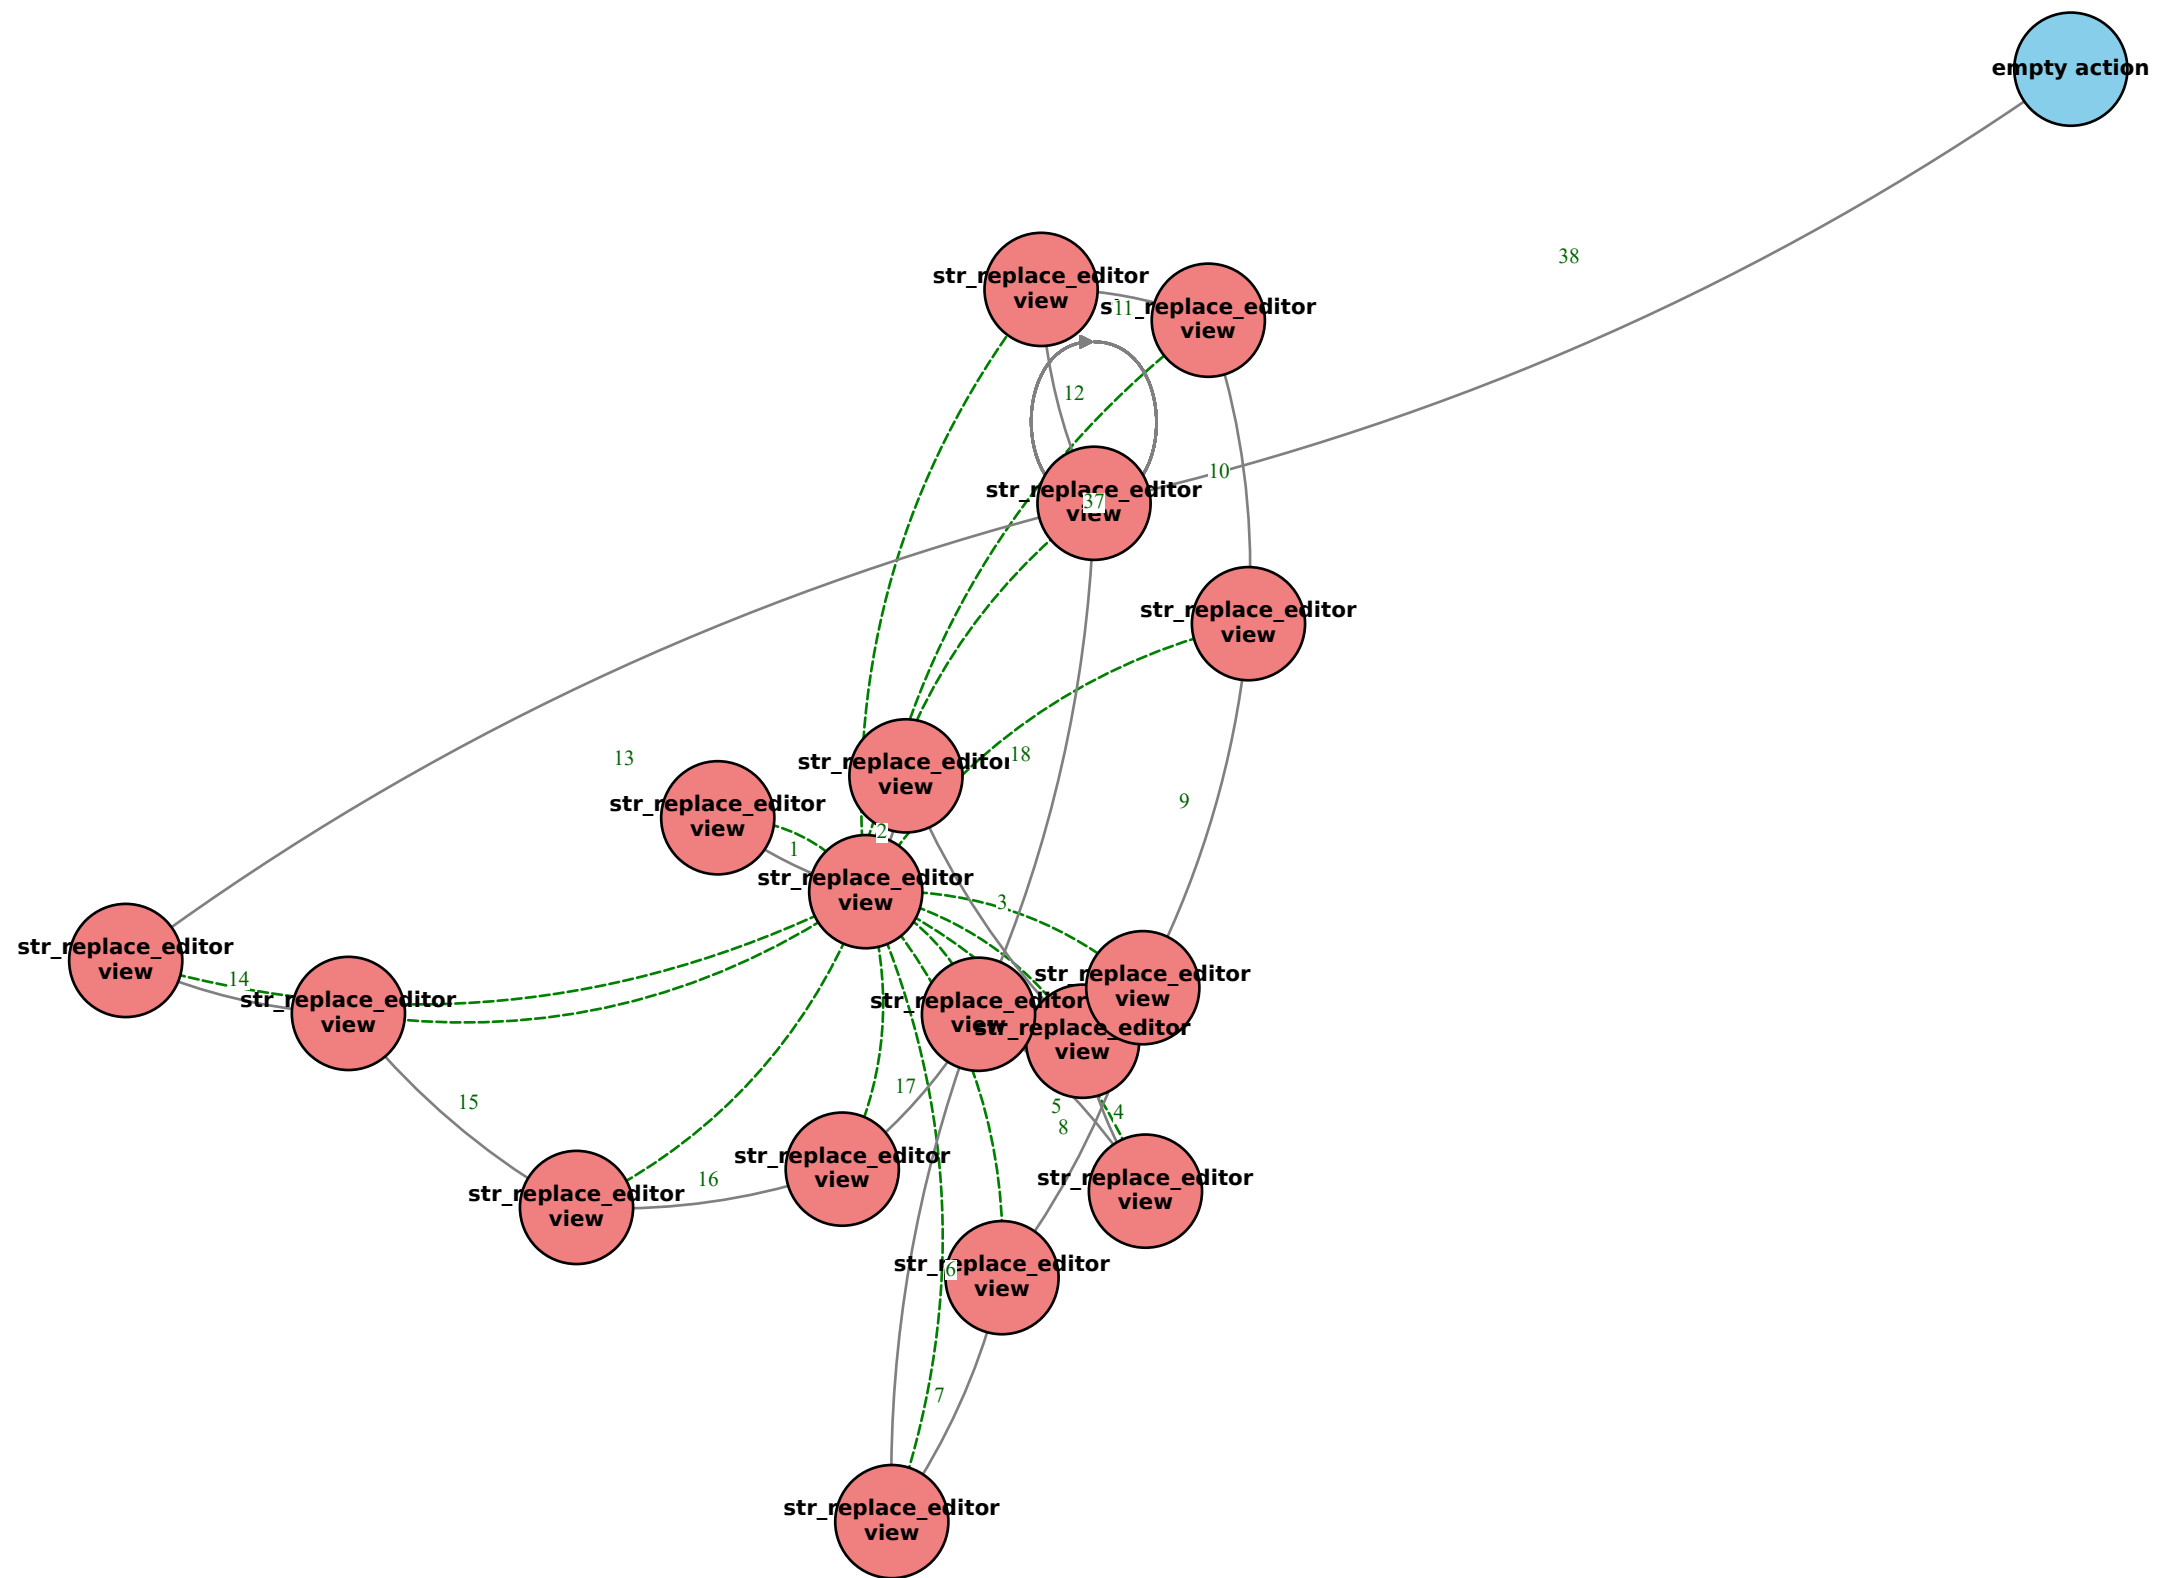 empty action
38
str_replace_editor
view
s
11
_replace_editor
view
12
10
str_replace_editor
37
view
str_replace_editor
view
13
18
str_replace_editor
view
9
str_replace_editor
view
2
1
str_replace_editor
view
3
str_replace_editor
view
14
str_replace_editor
view
str_replace_editor
view
str_replace_editor
view
str_replace_editor
view
15
17
5
4
8
str_replace_editor
view
16
str_replace_editor
view
str_replace_editor
view
str_replace_editor
view
6
7
str_replace_editor
view